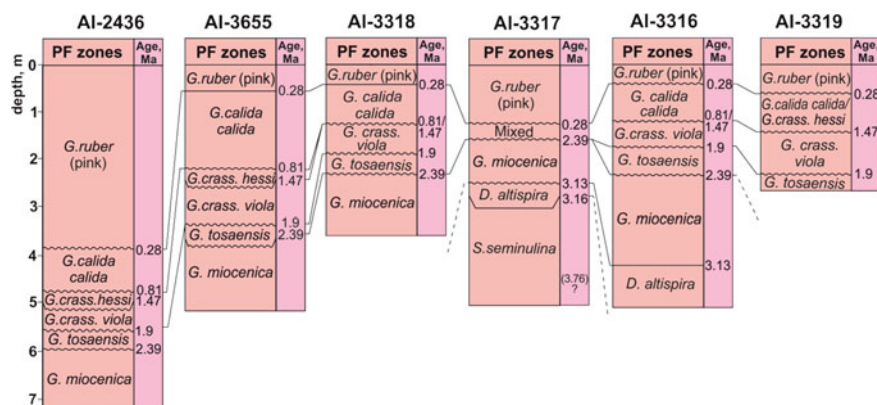 AI-2436
AI-3655
AI-3318
AI-3317
AI-3316
AI-3319
depth, m
0
1
2
3
4
5
6
7
PF zones
Age, Ma
G.ruber
(pink)
0.28
G.calida
calida
0.81
G.crass.hessi
1.47
G.crass. viola
1.9
G. tosaensis
2.39
G. miocenica
PF zones
Age, Ma
G.ruber (pink)
0.28
G.calida
calida
0.81
G.crass. hessi
1.47
G.crass. viola
1.9
G. tosaensis
2.39
G. miocenica
PF zones
Age, Ma
G.ruber (pink)
0.28
G. calida
calida
0.81/
1.47
G. crass.
viola
1.9
G. tosaensis
2.39
G. miocenica
PF zones
Age, Ma
G.ruber
(pink)
0.28
Mixed
2.39
G. miocenica
3.13
D. altispira
3.16
S.seminulina
(3.76)
?
PF zones
Age, Ma
G.ruber (pink)
0.28
G. calida
calida
0.81/
1.47
G.crass. viola
1.9
G. tosaensis
2.39
G. miocenica
3.13
D. altispira
PF zones
Age, Ma
G.ruber (pink)
0.28
G.calida calida/
G.crass. hessi
1.47
G. crass.
viola
1.9
G. tosaensis